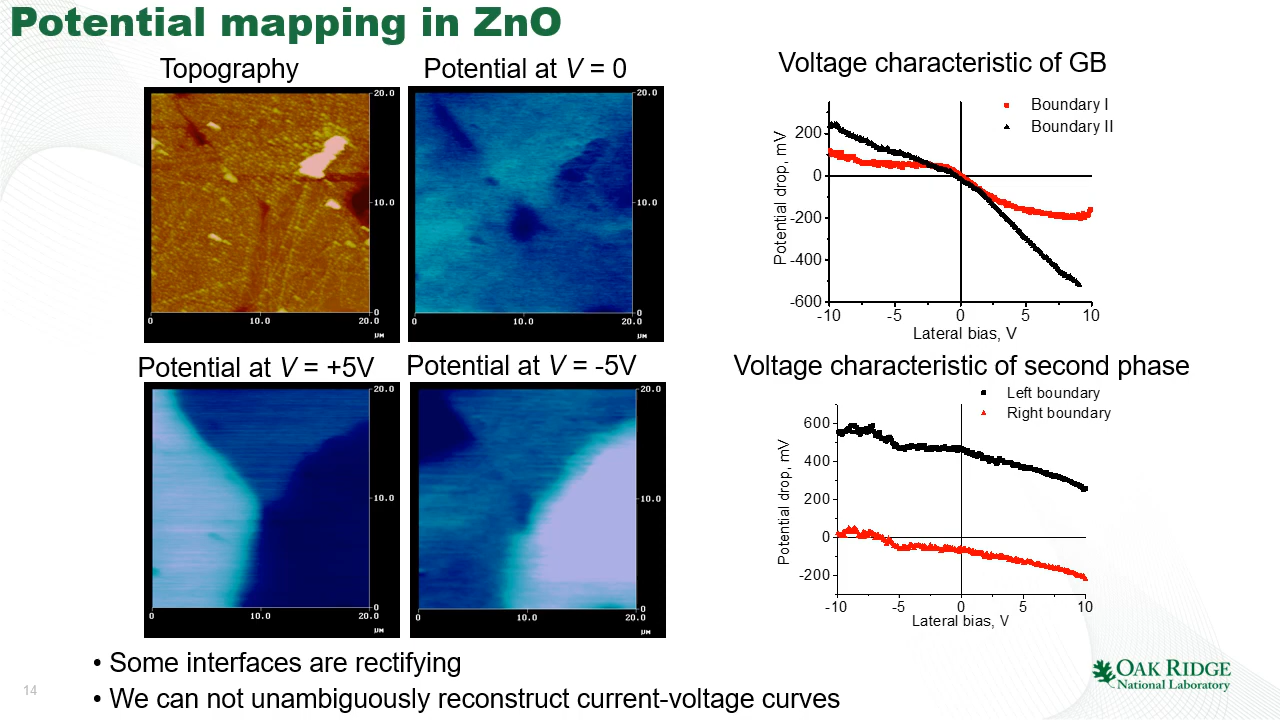 Potential mapping in ZnO
Topography
Potential at V = 0
Voltage characteristic of GB
20.0
10.0
0
0
10.0
20.0
µM
20.0
10.0
0
0
10.0
20.0
µM
Boundary I
Boundary II
Potential drop, mV
200
0
-200
-400
-600
-10
-5
0
5
10
Lateral bias, V
Potential at V = +5V
Potential at V = -5V
Voltage characteristic of second phase
20.0
10.0
0
0
10.0
20.0
µM
20.0
10.0
0
0
10.0
20.0
µM
Left boundary
Right boundary
Potential drop, mV
600
400
200
0
-200
-10
-5
0
5
10
Lateral bias, V
• Some interfaces are rectifying
• We can not unambiguously reconstruct current-voltage curves
14
OAK RIDGE
National Laboratory